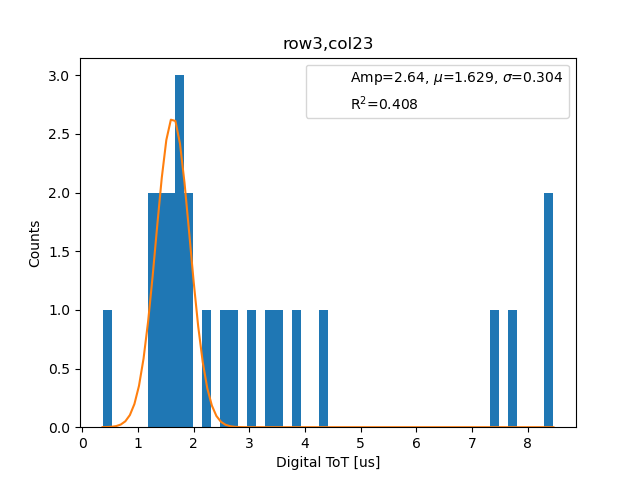 row3,col23
Amp=2.64, μ=1.629, σ=0.304
R²=0.408
3.0
2.5
2.0
1.5
1.0
0.5
0.0
Counts
0 1 2 3 4 5 6 7 8
Digital ToT [us]